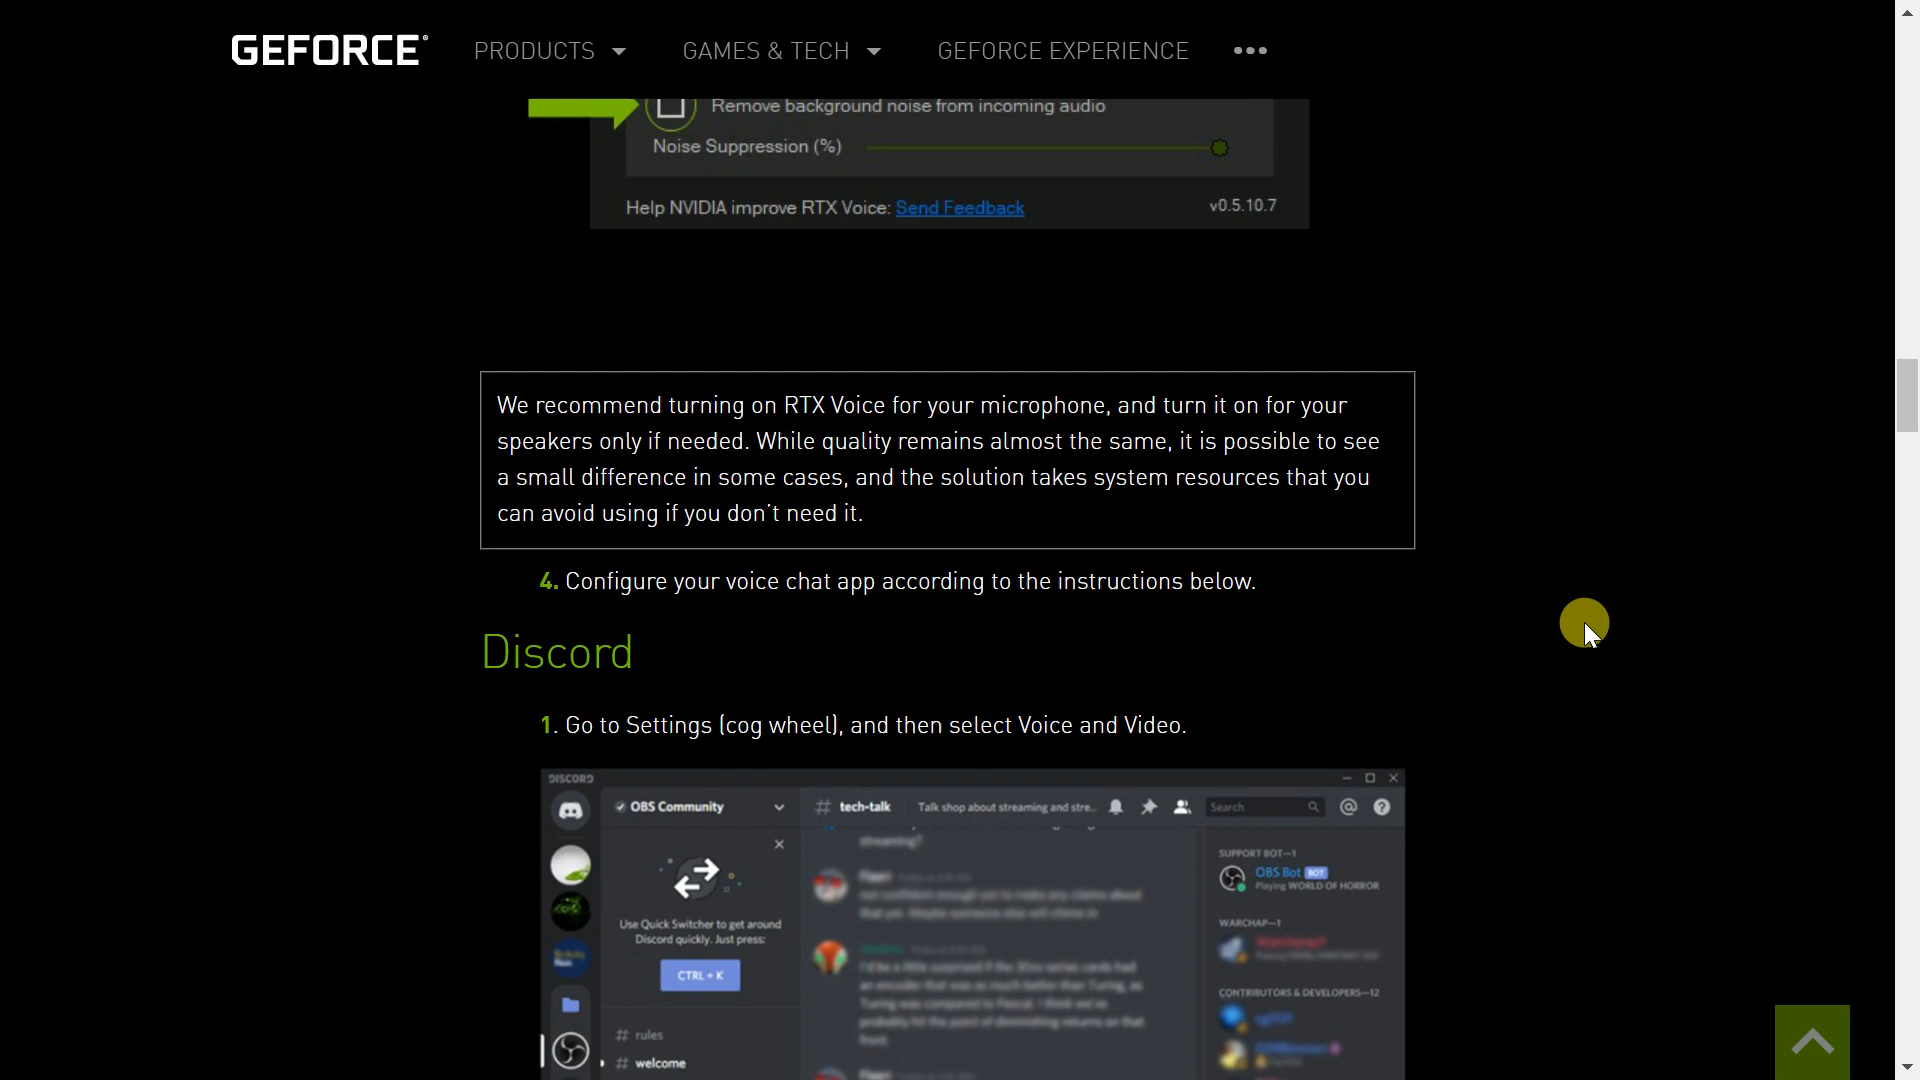 GEFORCE
PRODUCTS
GAMES & TECH
GEFORCE EXPERIENCE
Remove background noise from incoming audio
Noise Suppression (%)
Help NVIDIA improve RTX Voice: Send Feedback
v0.5.10.7
We recommend turning on RTX Voice for your microphone, and turn it on for your
speakers only if needed. While quality remains almost the same, it is possible to see
a small difference in some cases, and the solution takes system resources that you
can avoid using if you don't need it.
4. Configure your voice chat app according to the instructions below.
Discord
1. Go to Settings (cog wheel), and then select Voice and Video.
DISCORD
OBS Community
# tech-talk
Talk shop about streaming and stre...
Search
streaming?
Use Quick Switcher to get around
Discord quickly. Just press:
CTRL + K
# rules
# welcome
SUPPORT BOT—1
OBS Bot BOT
Playing WORLD OF HORROR
WARCHAP—1
CONTRIBUTORS & DEVELOPERS—12